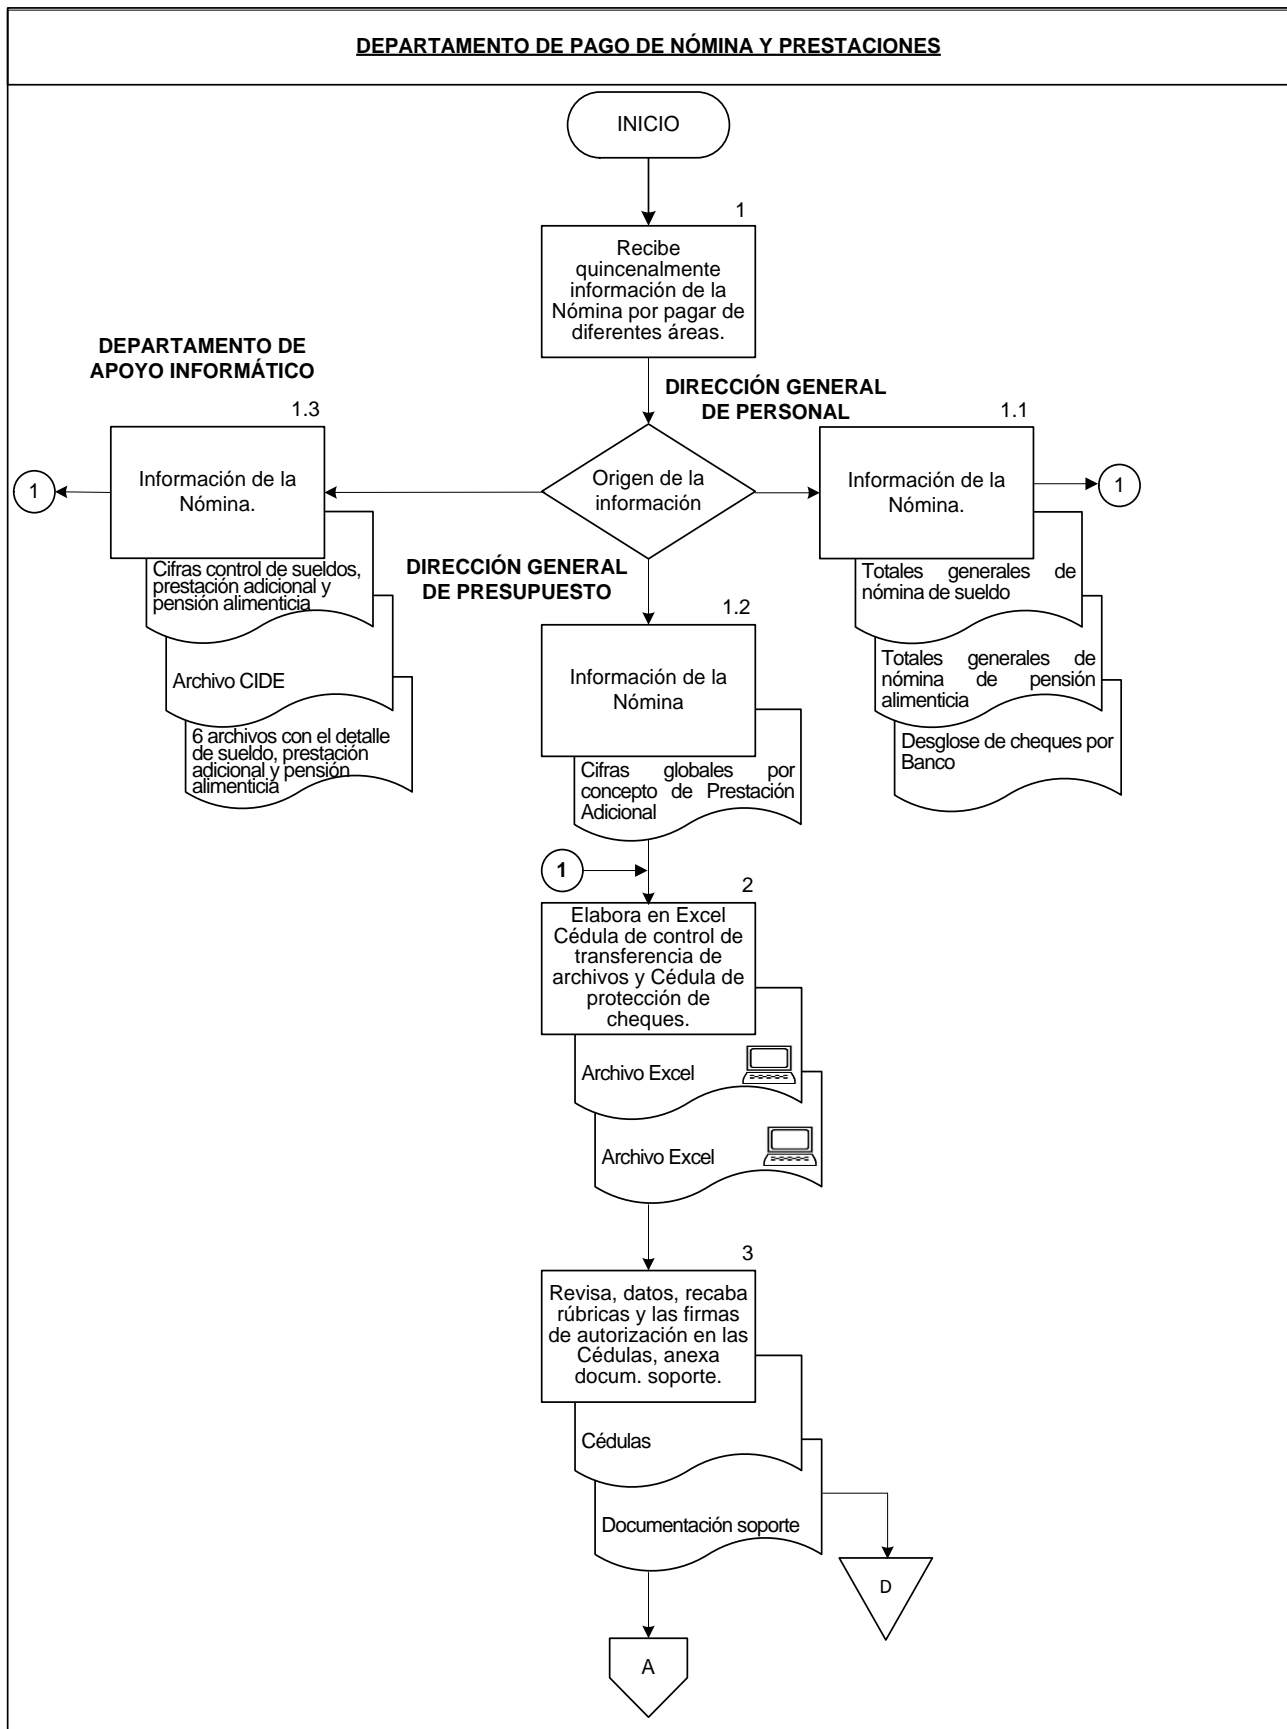 DEPARTAMENTO DE PAGO DE NÓMINA Y PRESTACIONES
INICIO
1
Recibe
quincenalmente
información de la
Nómina por pagar de
diferentes áreas.
DEPARTAMENTO DE
APOYO INFORMÁTICO
DIRECCIÓN GENERAL
DE PERSONAL
1.3
1.1
Información de la
Nómina.
1
Origen de la
información
Información de la
Nómina.
1
Cifras control de sueldos,
prestación adicional y
pensión alimenticia
Archivo CIDE
6 archivos con el detalle
de sueldo, prestación
adicional y pensión
alimenticia
DIRECCIÓN GENERAL
DE PRESUPUESTO
1.2
Información de la
Nómina
Cifras globales por
concepto de Prestación
Adicional
Totales generales de
nómina de sueldo
Totales generales de
nómina de pensión
alimenticia
Desglose de cheques por
Banco
1
2
Elabora en Excel
Cédula de control de
transferencia de
archivos y Cédula de
protección de
cheques.
Archivo Excel
Archivo Excel
3
Revisa, datos, recaba
rúbricas y las firmas
de autorización en las
Cédulas, anexa
docum. soporte.
Cédulas
Documentación soporte
D
A